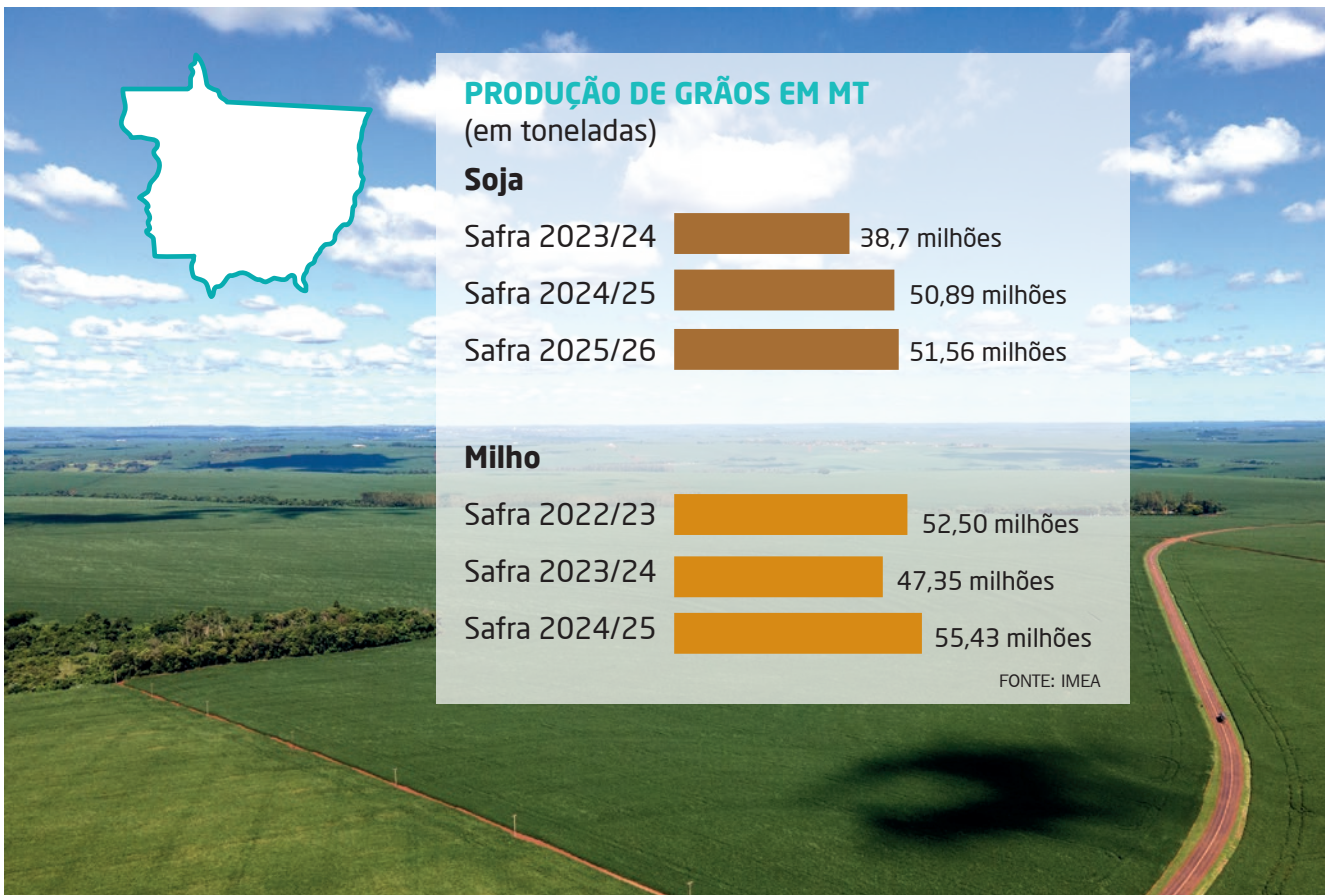 PRODUÇÃO DE GRÃOS EM MT
(em toneladas)
Soja
Safra 2023/24 38,7 milhões
Safra 2024/25 50,89 milhões
Safra 2025/26 51,56 milhões
Milho
Safra 2022/23 52,50 milhões
Safra 2023/24 47,35 milhões
Safra 2024/25 55,43 milhões
FONTE: IMEA